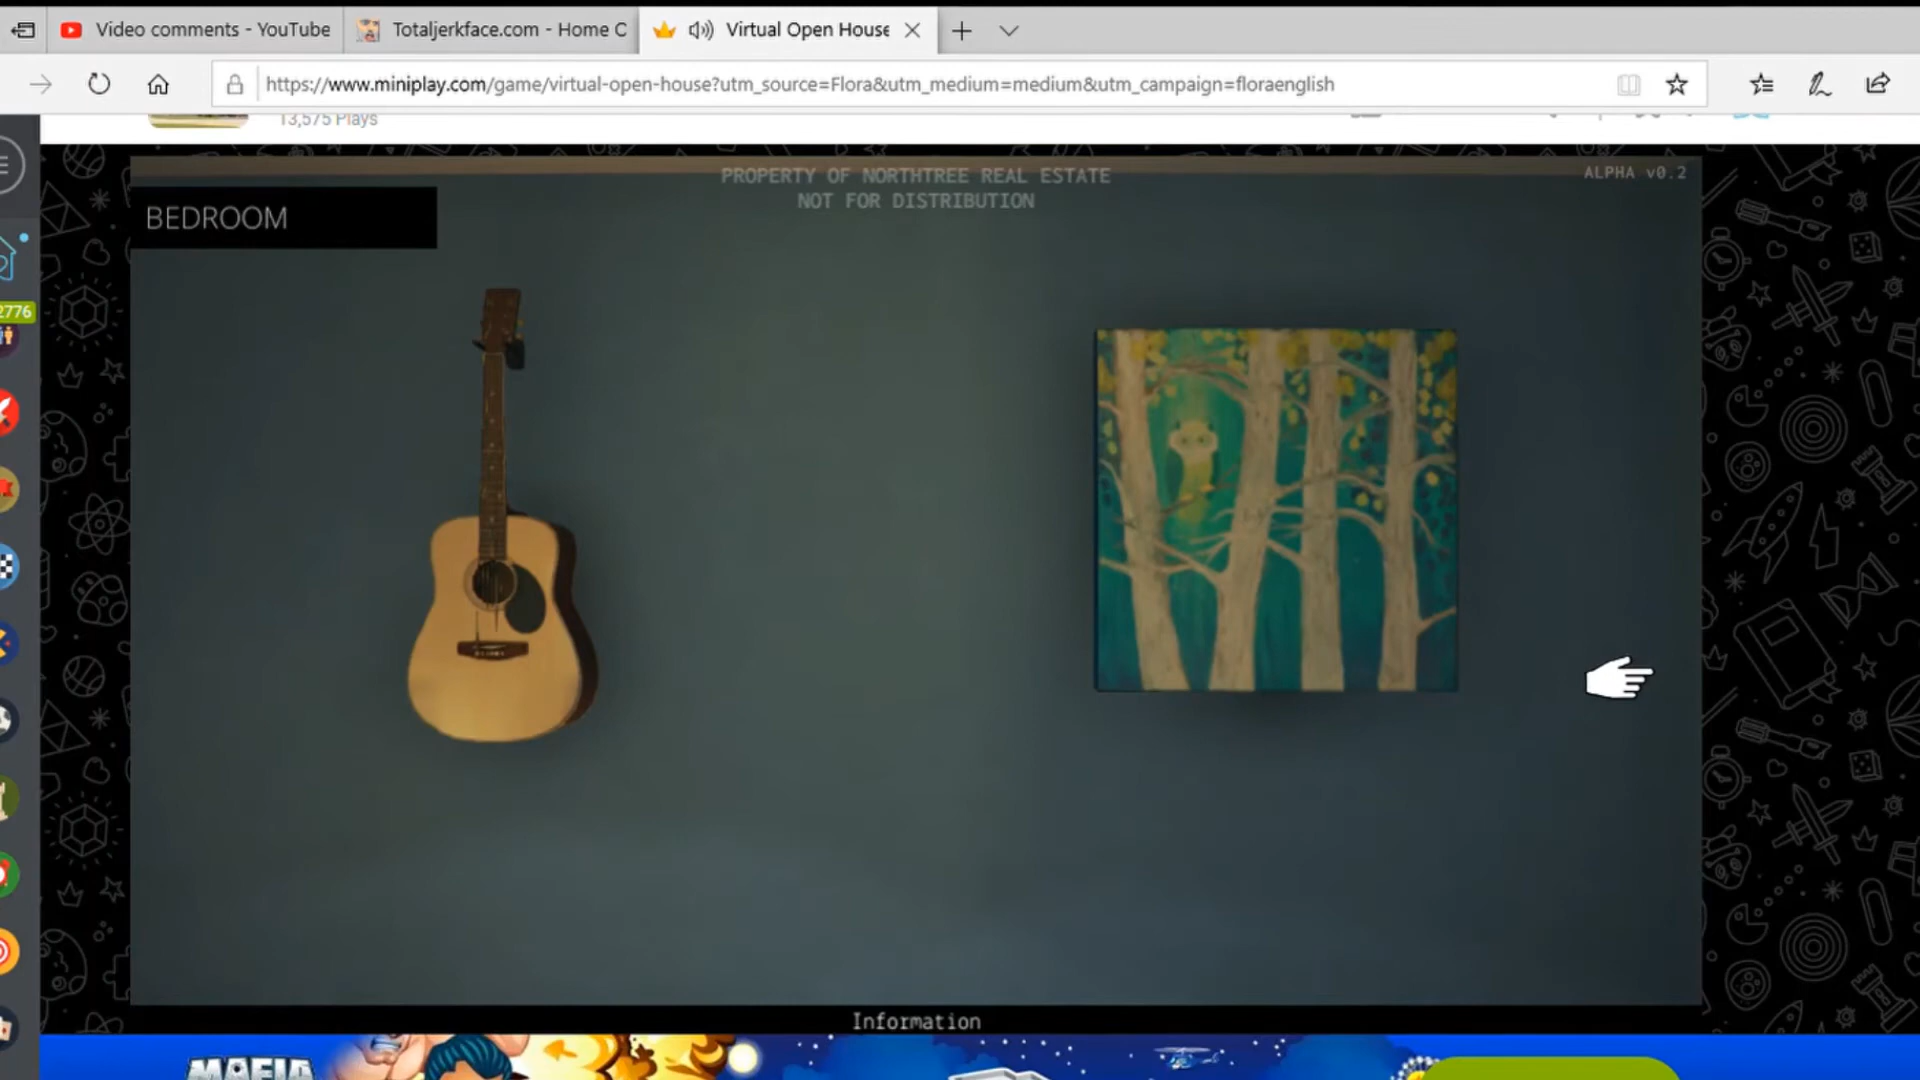 Video comments - YouTube
Totaljerkface.com - Home C
Virtual Open House
https://www.miniplay.com/game/virtual-open-house?utm_source=Flora&utm_medium=medium&utm_campaign=floraenglish
13,575 Plays
PROPERTY OF NORTHTREE REAL ESTATE
NOT FOR DISTRIBUTION
ALPHA v0.2
BEDROOM
2776
Information
MAFIA